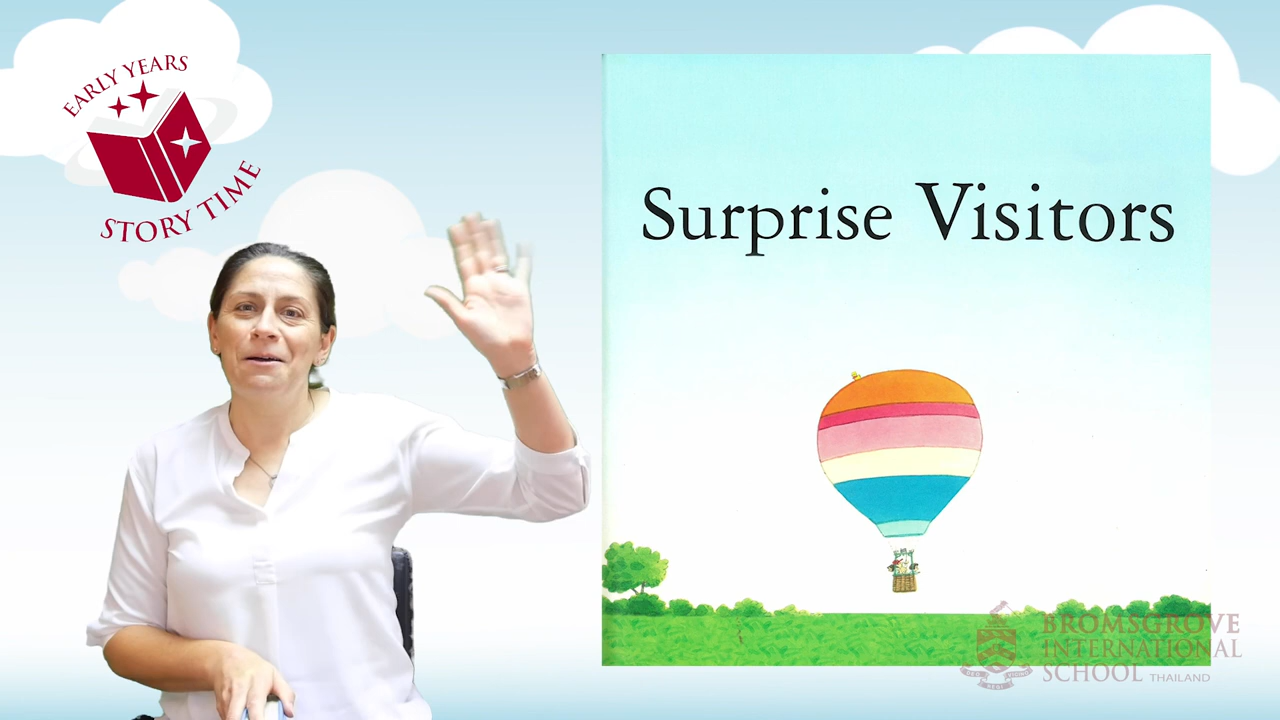 EARLY YEARS
STORY TIME
Surprise Visitors
BROMSGROVE
INTERNATIONAL
SCHOOL THAILAND